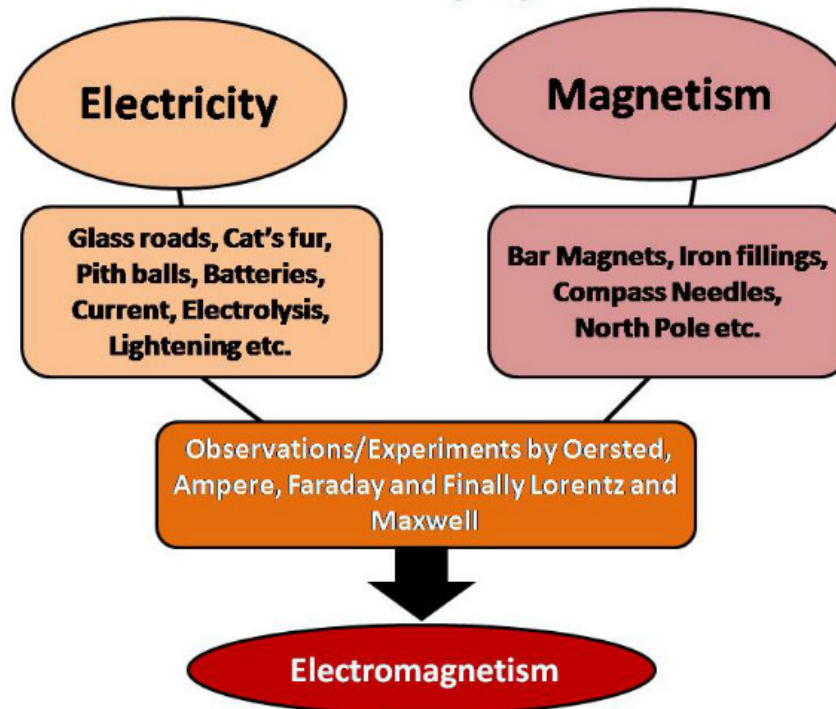 Electricity
Magnetism
Glass roads, Cat's fur,
Pith balls, Batteries,
Current, Electrolysis,
Lightening etc.
Bar Magnets, Iron fillings,
Compass Needles,
North Pole etc.
Observations/Experiments by Oersted,
Ampere, Faraday and Finally Lorentz and
Maxwell
Electromagnetism